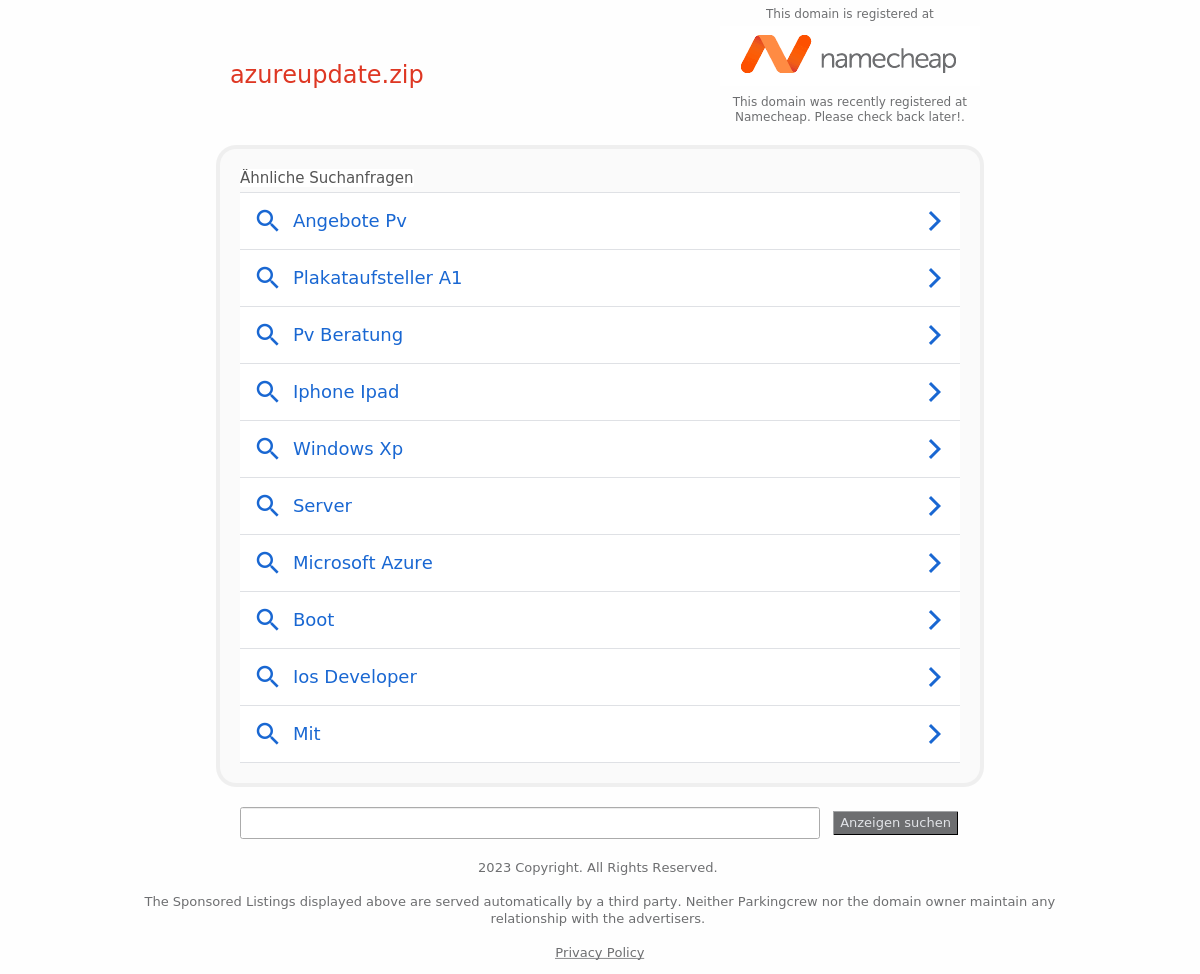 This domain is registered at
namecheap
azureupdate.zip
This domain was recently registered at
Namecheap. Please check back later!.
Ähnliche Suchanfragen
Angebote Pv
Plakataufsteller A1
Pv Beratung
Iphone Ipad
Windows Xp
Server
Microsoft Azure
Boot
Ios Developer
Mit
Anzeigen suchen
2023 Copyright. All Rights Reserved.
The Sponsored Listings displayed above are served automatically by a third party. Neither Parkingcrew nor the domain owner maintain any
relationship with the advertisers.
Privacy Policy